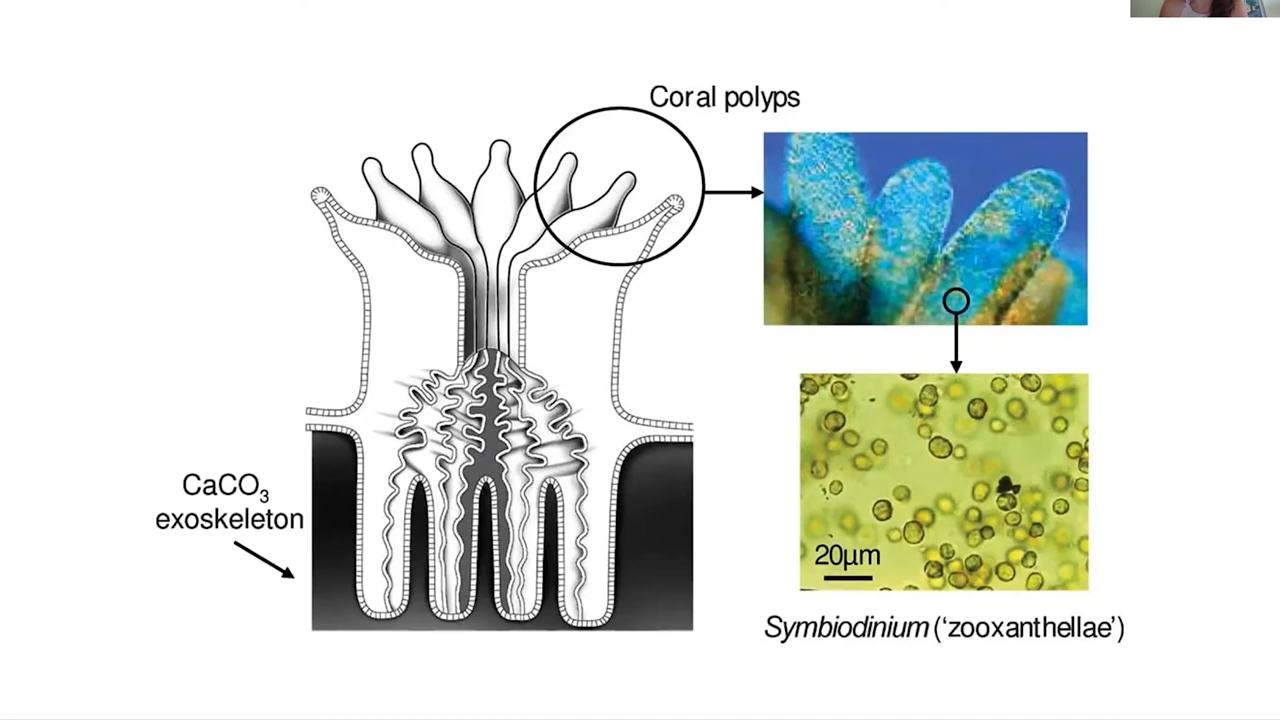 Coral polyps
CaCO₃
exoskeleton
20µm
Symbiodinium (‘zooxanthellae’)